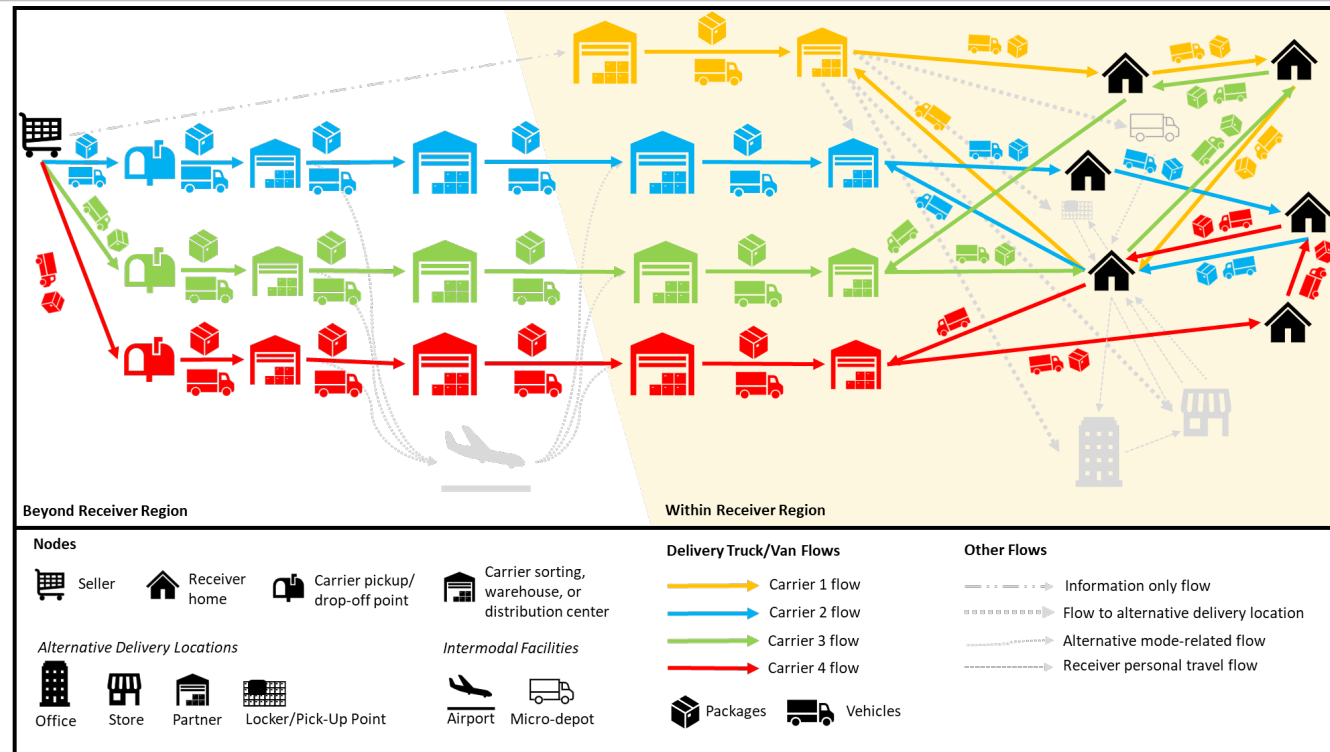 Beyond Receiver Region
Within Receiver Region
Nodes
Seller
Receiver
home
Carrier pickup/
drop-off point
Carrier sorting,
warehouse, or
distribution center
Alternative Delivery Locations
Office
Store
Partner
Locker/Pick-Up Point
Intermodal Facilities
Airport
Micro-depot
Delivery Truck/Van Flows
Carrier 1 flow
Carrier 2 flow
Carrier 3 flow
Carrier 4 flow
Packages
Vehicles
Other Flows
Information only flow
Flow to alternative delivery location
Alternative mode-related flow
Receiver personal travel flow